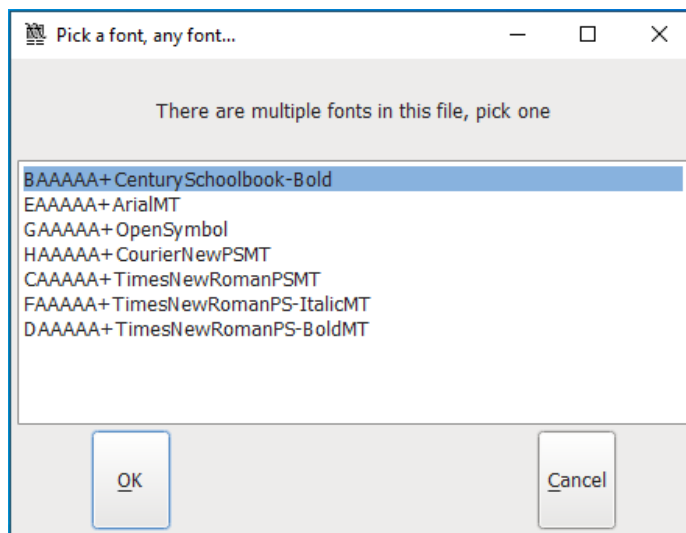 Pick a font, any font...
There are multiple fonts in this file, pick one
BAAAAA+CenturySchoolbook-Bold
EAAAAA+ArialMT
GAAAAA+OpenSymbol
HAAAAA+CourierNewPSMT
CAAAAA+TimesNewRomanPSMT
FAAAAA+TimesNewRomanPS-ItalicMT
DAAAAA+TimesNewRomanPS-BoldMT
OK
Cancel